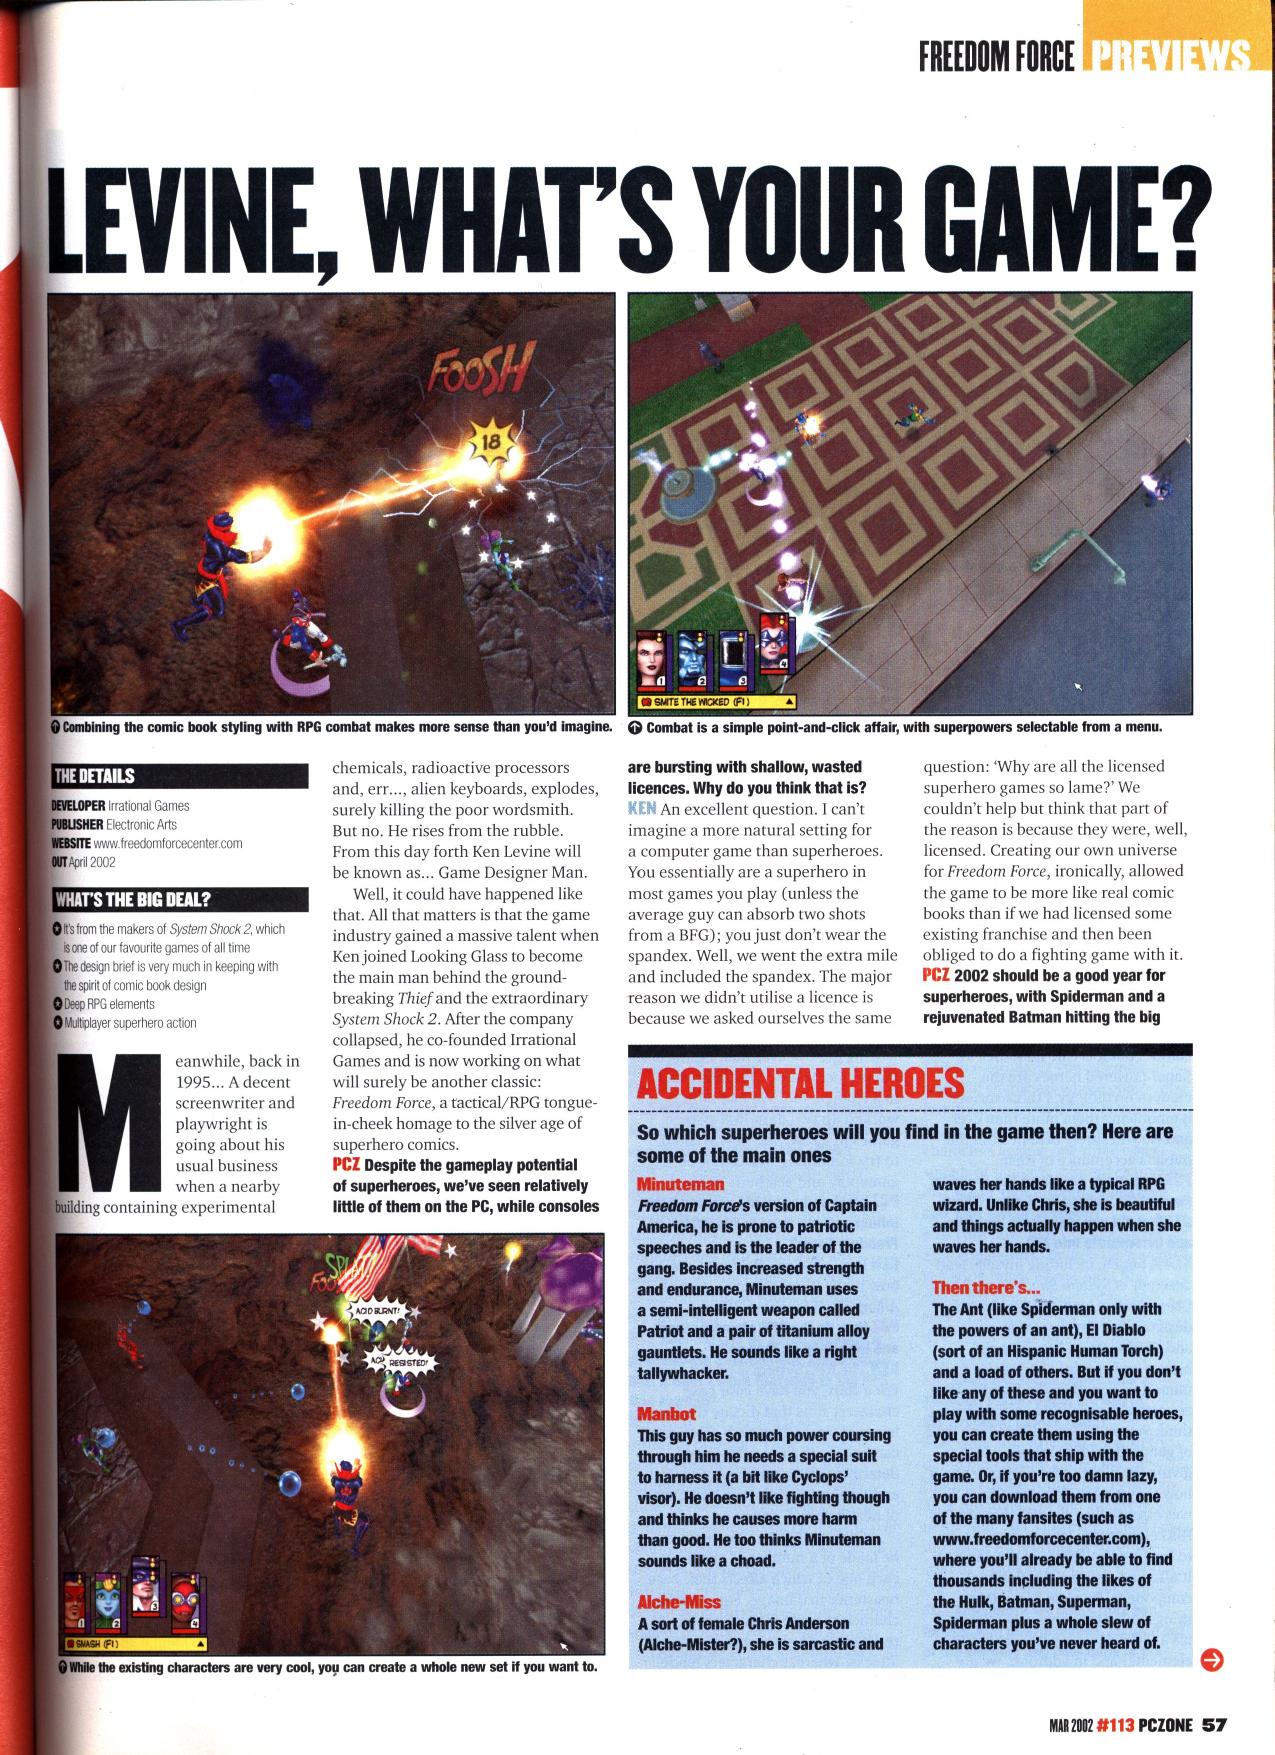 FREEDOM FORCE PREVIEWS
LEVINE, WHAT'S YOUR GAME?
FOOSH
18
SMITE THE WICKED (F1)
1
2
3
4
Combining the comic book styling with RPG combat makes more sense than you'd imagine.
Combat is a simple point-and-click affair, with superpowers selectable from a menu.
THE DETAILS
DEVELOPER Irrational Games
PUBLISHER Electronic Arts
WEBSITE www.freedomforcecenter.com
OUT April 2002
WHAT'S THE BIG DEAL?
It's from the makers of System Shock 2, which
is one of our favourite games of all time
The design brief is very much in keeping with
the spirit of comic book design
Deep RPG elements
Multiplayer superhero action
Meanwhile, back in
1995... A decent
screenwriter and
playwright is
going about his
usual business
when a nearby
building containing experimental
chemicals, radioactive processors
and, err..., alien keyboards, explodes,
surely killing the poor wordsmith.
But no. He rises from the rubble.
From this day forth Ken Levine will
be known as... Game Designer Man.
Well, it could have happened like
that. All that matters is that the game
industry gained a massive talent when
Ken joined Looking Glass to become
the main man behind the ground-
breaking Thief and the extraordinary
System Shock 2. After the company
collapsed, he co-founded Irrational
Games and is now working on what
will surely be another classic:
Freedom Force, a tactical/RPG tongue-
in-cheek homage to the silver age of
superhero comics.
PCZ Despite the gameplay potential
of superheroes, we've seen relatively
little of them on the PC, while consoles
are bursting with shallow, wasted
licences. Why do you think that is?
KEN An excellent question. I can't
imagine a more natural setting for
a computer game than superheroes.
You essentially are a superhero in
most games you play (unless the
average guy can absorb two shots
from a BFG); you just don't wear the
spandex. Well, we went the extra mile
and included the spandex. The major
reason we didn't utilise a licence is
because we asked ourselves the same
question: 'Why are all the licensed
superhero games so lame?' We
couldn't help but think that part of
the reason is because they were, well,
licensed. Creating our own universe
for Freedom Force, ironically, allowed
the game to be more like real comic
books than if we had licensed some
existing franchise and then been
obliged to do a fighting game with it.
PCZ 2002 should be a good year for
superheroes, with Spiderman and a
rejuvenated Batman hitting the big
SPLAT
ACID BURNT!
RESISTED!
1
2
3
4
SMASH (F1)
While the existing characters are very cool, you can create a whole new set if you want to.
ACCIDENTAL HEROES
So which superheroes will you find in the game then? Here are
some of the main ones
Minuteman
Freedom Force's version of Captain
America, he is prone to patriotic
speeches and is the leader of the
gang. Besides increased strength
and endurance, Minuteman uses
a semi-intelligent weapon called
Patriot and a pair of titanium alloy
gauntlets. He sounds like a right
tallywhacker.
Manbot
This guy has so much power coursing
through him he needs a special suit
to harness it (a bit like Cyclops'
visor). He doesn't like fighting though
and thinks he causes more harm
than good. He too thinks Minuteman
sounds like a choad.
Alche-Miss
A sort of female Chris Anderson
(Alche-Mister?), she is sarcastic and
waves her hands like a typical RPG
wizard. Unlike Chris, she is beautiful
and things actually happen when she
waves her hands.
Then there's...
The Ant (like Spiderman only with
the powers of an ant), El Diablo
(sort of an Hispanic Human Torch)
and a load of others. But if you don't
like any of these and you want to
play with some recognisable heroes,
you can create them using the
special tools that ship with the
game. Or, if you're too damn lazy,
you can download them from one
of the many fansites (such as
www.freedomforcecenter.com),
where you'll already be able to find
thousands including the likes of
the Hulk, Batman, Superman,
Spiderman plus a whole slew of
characters you've never heard of.
MAR 2002 #113 PCZONE 57